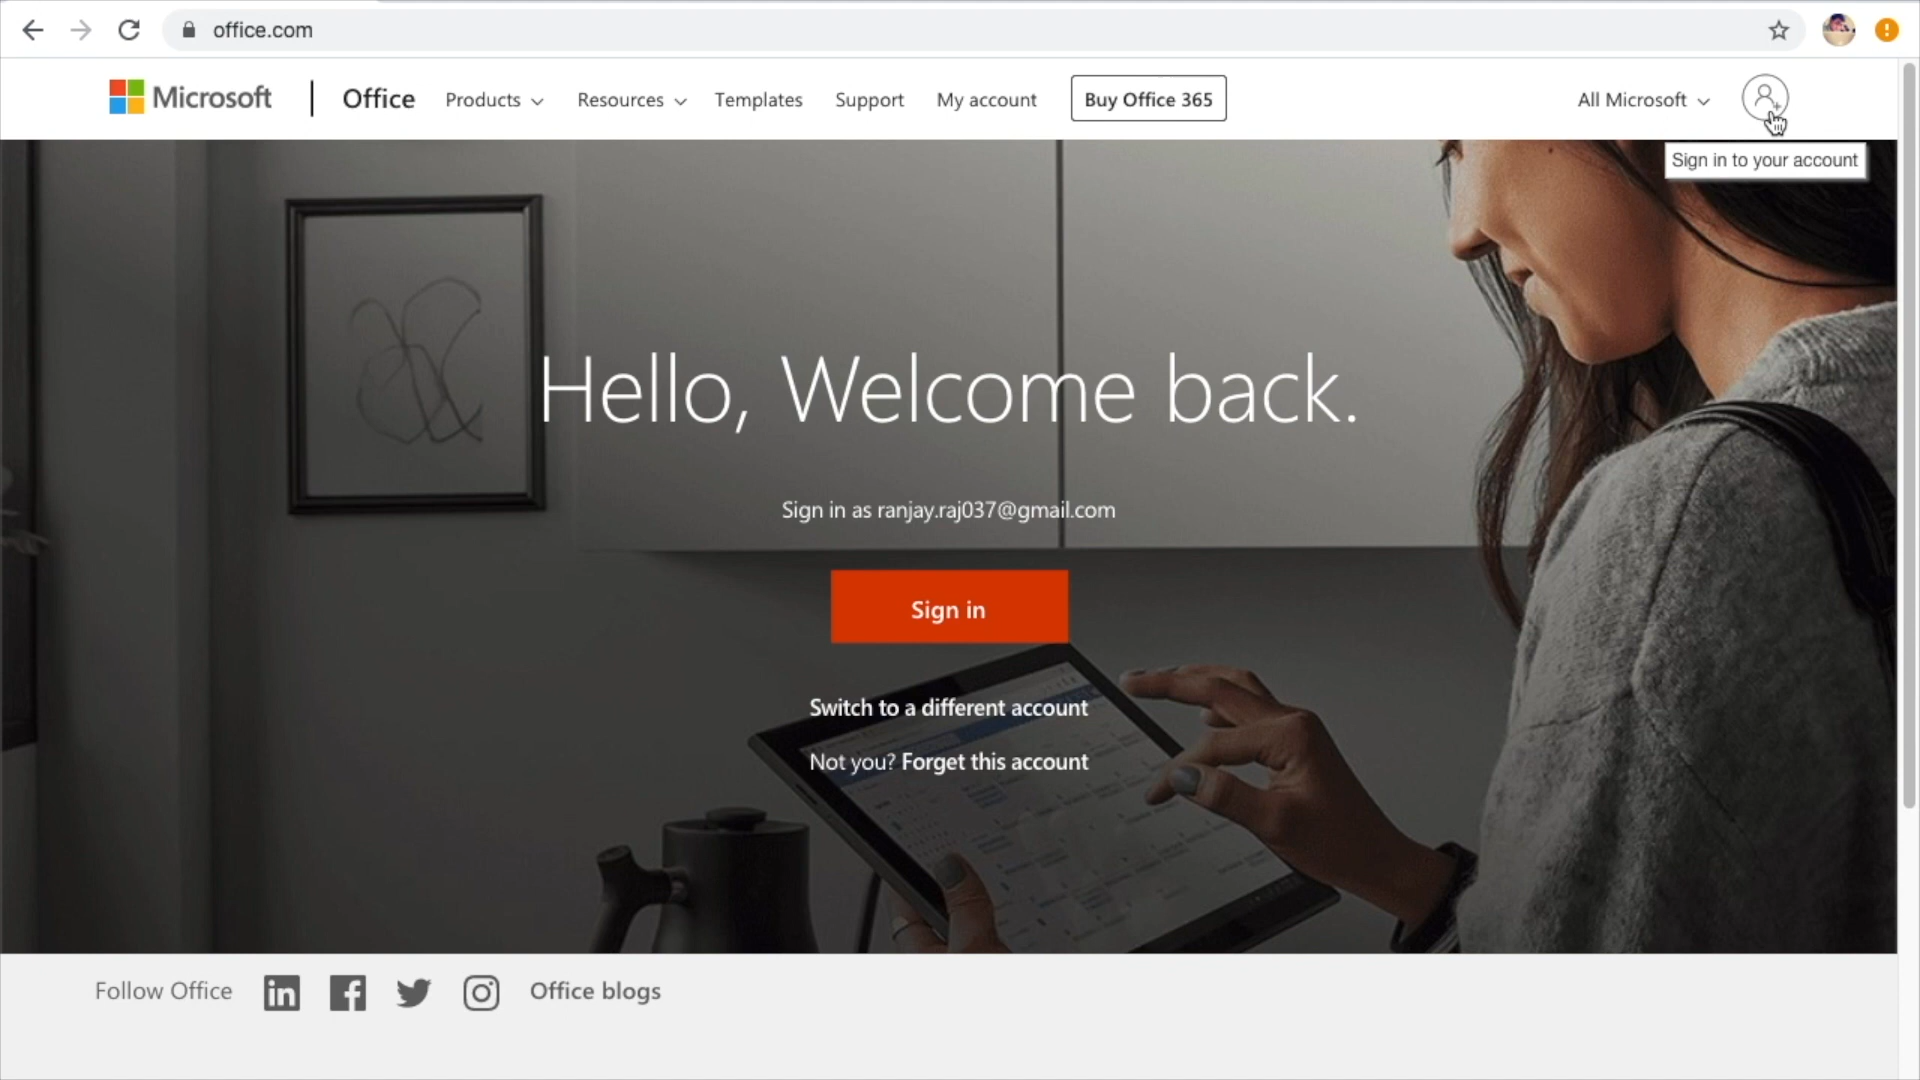 office.com
Microsoft Office Products Resources Templates Support My account Buy Office 365 All Microsoft
Sign in to your account
Hello, Welcome back.
Sign in as ranjay.raj037@gmail.com
Sign in
Switch to a different account
Not you? Forget this account
Follow Office Office blogs